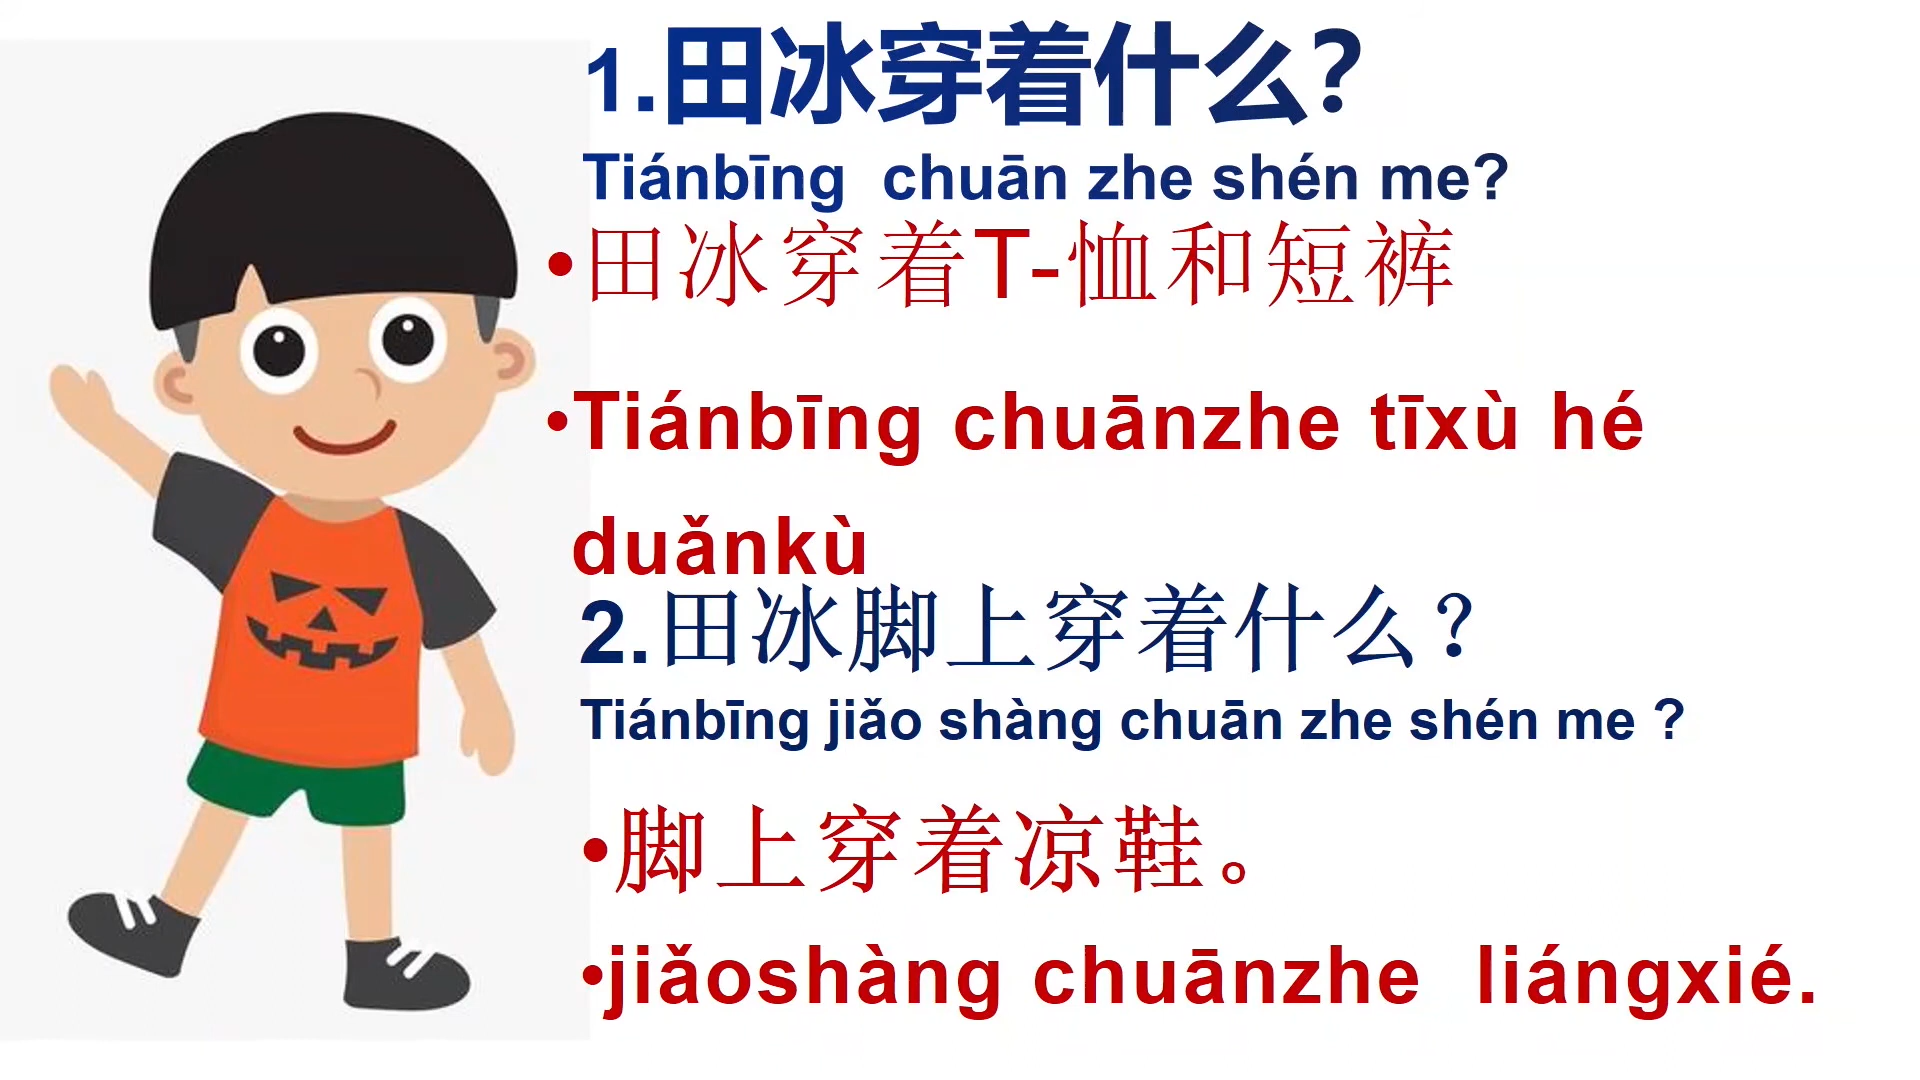 1.田冰穿着什么?
Tiánbīng chuān zhe shén me?
•田冰穿着T-恤和短裤
•Tiánbīng chuānzhe tīxù hé
duǎnkù
2.田冰脚上穿着什么？
Tiánbīng jiǎo shàng chuān zhe shén me ?
•脚上穿着凉鞋。
•jiǎoshàng chuānzhe liángxié.